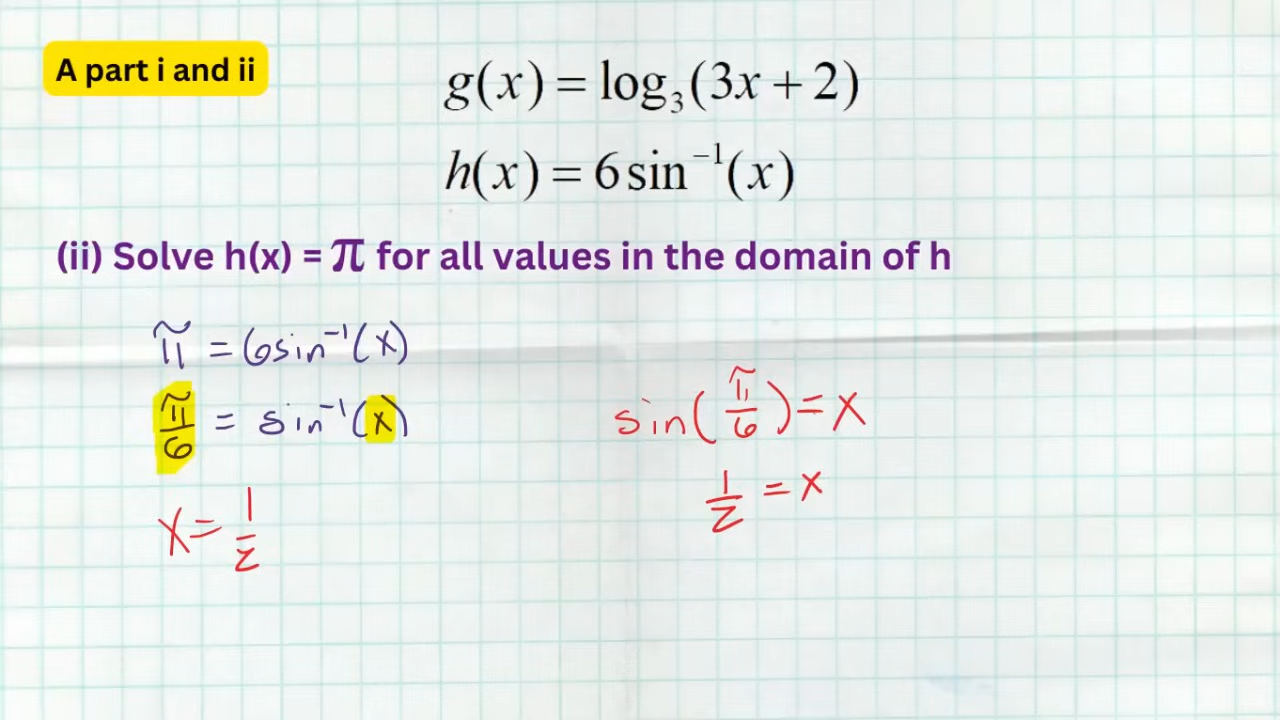 A part i and ii
g(x) = log₃(3x + 2)
h(x) = 6 sin⁻¹(x)
(ii) Solve h(x) = π for all values in the domain of h
π = 6sin⁻¹(x)
π/6 = sin⁻¹(x)
x = 1/2
sin(π/6) = x
1/2 = x